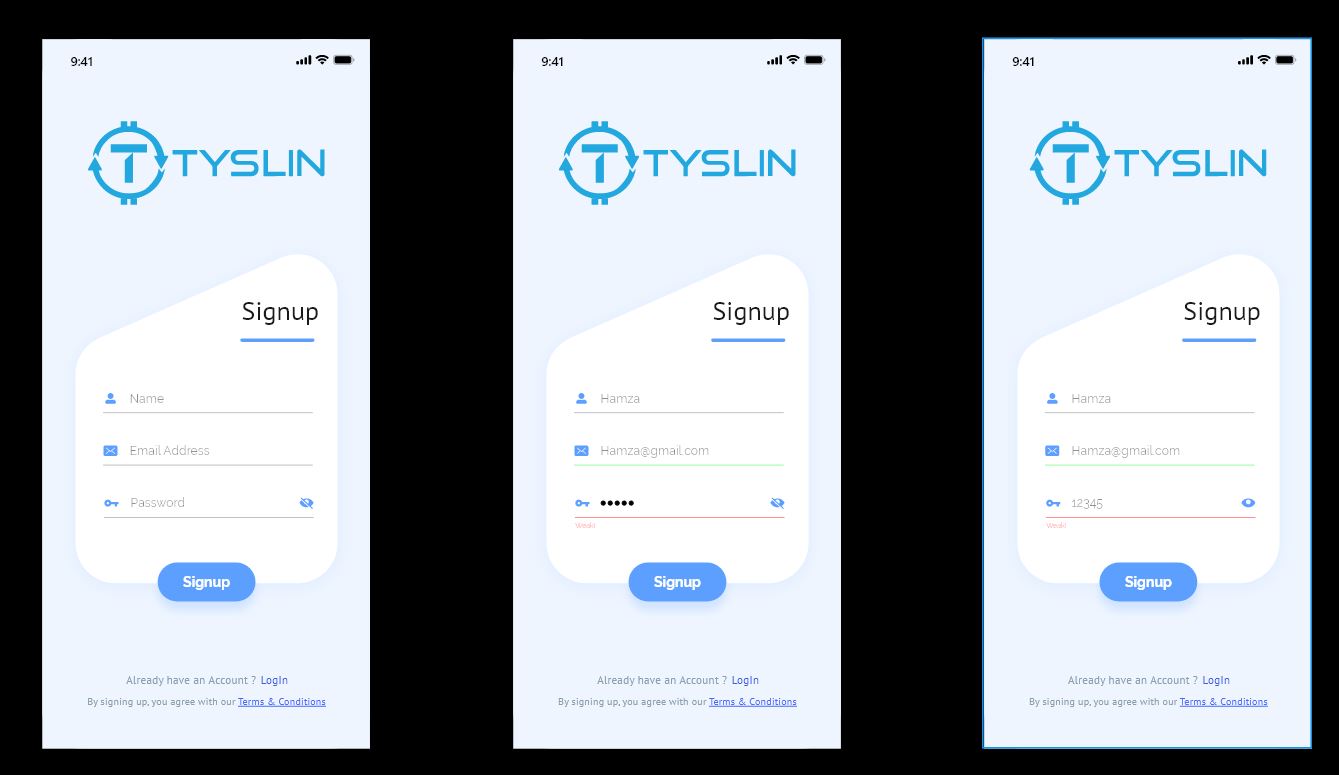 9:41
TYSLIN
Signup
Name
Email Address
Password
Signup
Already have an Account ? LogIn
By signing up, you agree with our Terms & Conditions
9:41
TYSLIN
Signup
Hamza
Hamza@gmail.com
Weak!
Signup
Already have an Account ? LogIn
By signing up, you agree with our Terms & Conditions
9:41
TYSLIN
Signup
Hamza
Hamza@gmail.com
12345
Weak!
Signup
Already have an Account ? LogIn
By signing up, you agree with our Terms & Conditions